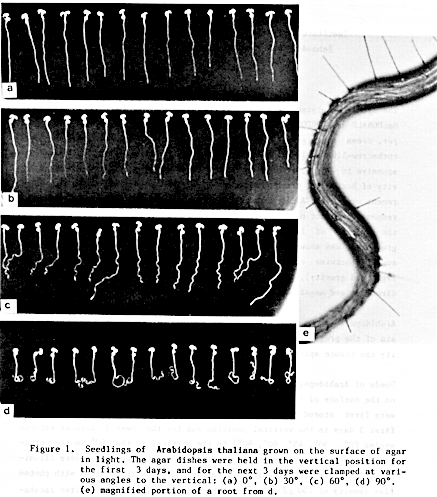 a
b
c
d
e
Figure 1. Seedlings of Arabidopsis thaliana grown on the surface of agar
in light. The agar dishes were held in the vertical position for
the first 3 days, and for the next 3 days were clamped at vari-
ous angles to the vertical: (a) 0°, (b) 30°, (c) 60°, (d) 90°.
(e) magnified portion of a root from d.